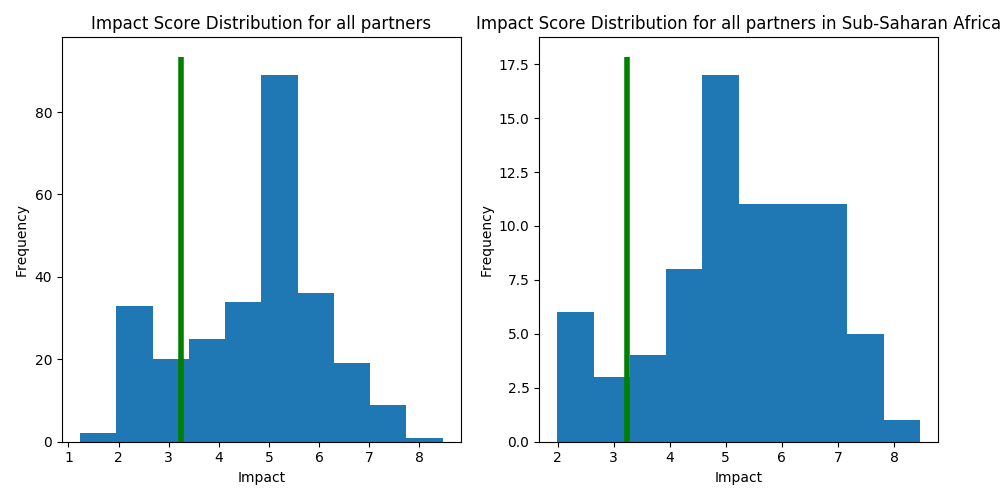 Impact Score Distribution for all partners
Frequency
80
60
40
20
0
1 2 3 4 5 6 7 8
Impact
Impact Score Distribution for all partners in Sub-Saharan Africa
Frequency
17.5
15.0
12.5
10.0
7.5
5.0
2.5
0.0
2 3 4 5 6 7 8
Impact